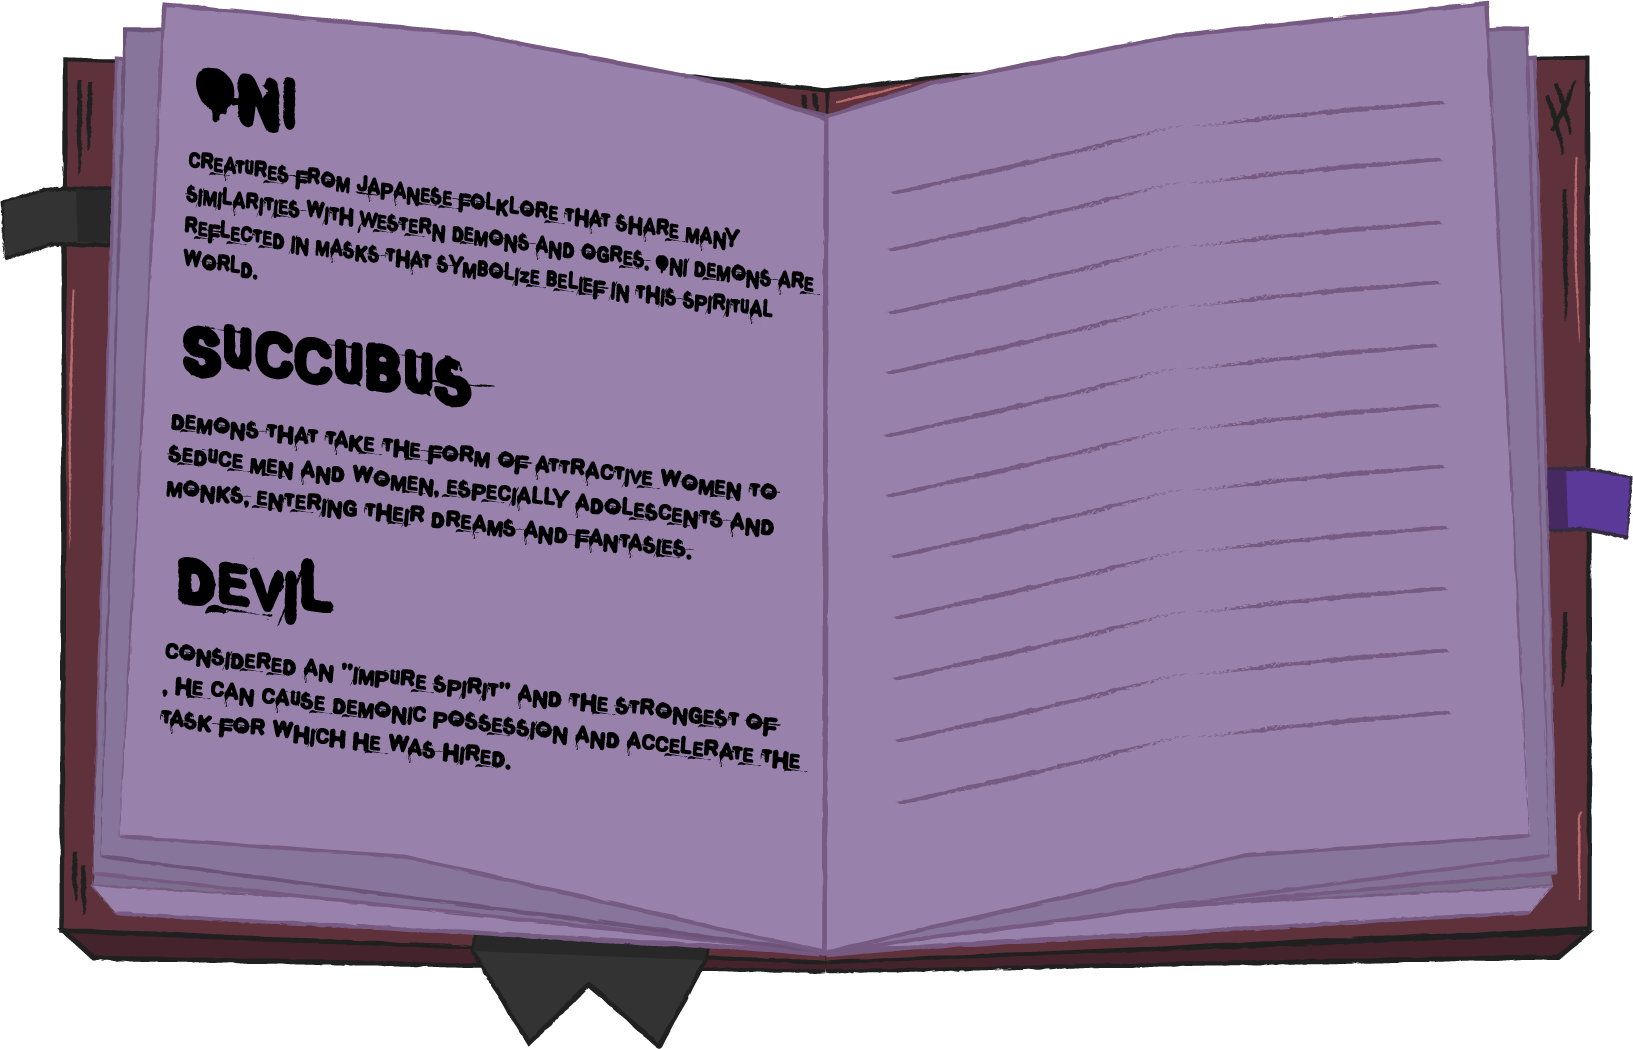 ONI
CREATURES FROM JAPANESE FOLKLORE THAT SHARE MANY
SIMILARITIES WITH WESTERN DEMONS AND OGRES. ONI DEMONS ARE
REFLECTED IN MASKS THAT SYMBOLIZE BELIEF IN THIS SPIRITUAL
WORLD.
SUCCUBUS
DEMONS THAT TAKE THE FORM OF ATTRACTIVE WOMEN TO
SEDUCE MEN AND WOMEN, ESPECIALLY ADOLESCENTS AND
MONKS, ENTERING THEIR DREAMS AND FANTASIES.
DEVIL
CONSIDERED AN "IMPURE SPIRIT" AND THE STRONGEST OF
, HE CAN CAUSE DEMONIC POSSESSION AND ACCELERATE THE
TASK FOR WHICH HE WAS HIRED.